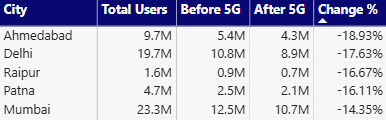 City Total Users Before 5G After 5G Change %
Ahmedabad 9.7M 5.4M 4.3M -18.93%
Delhi 19.7M 10.8M 8.9M -17.63%
Raipur 1.6M 0.9M 0.7M -16.67%
Patna 4.7M 2.5M 2.1M -16.11%
Mumbai 23.3M 12.5M 10.7M -14.35%